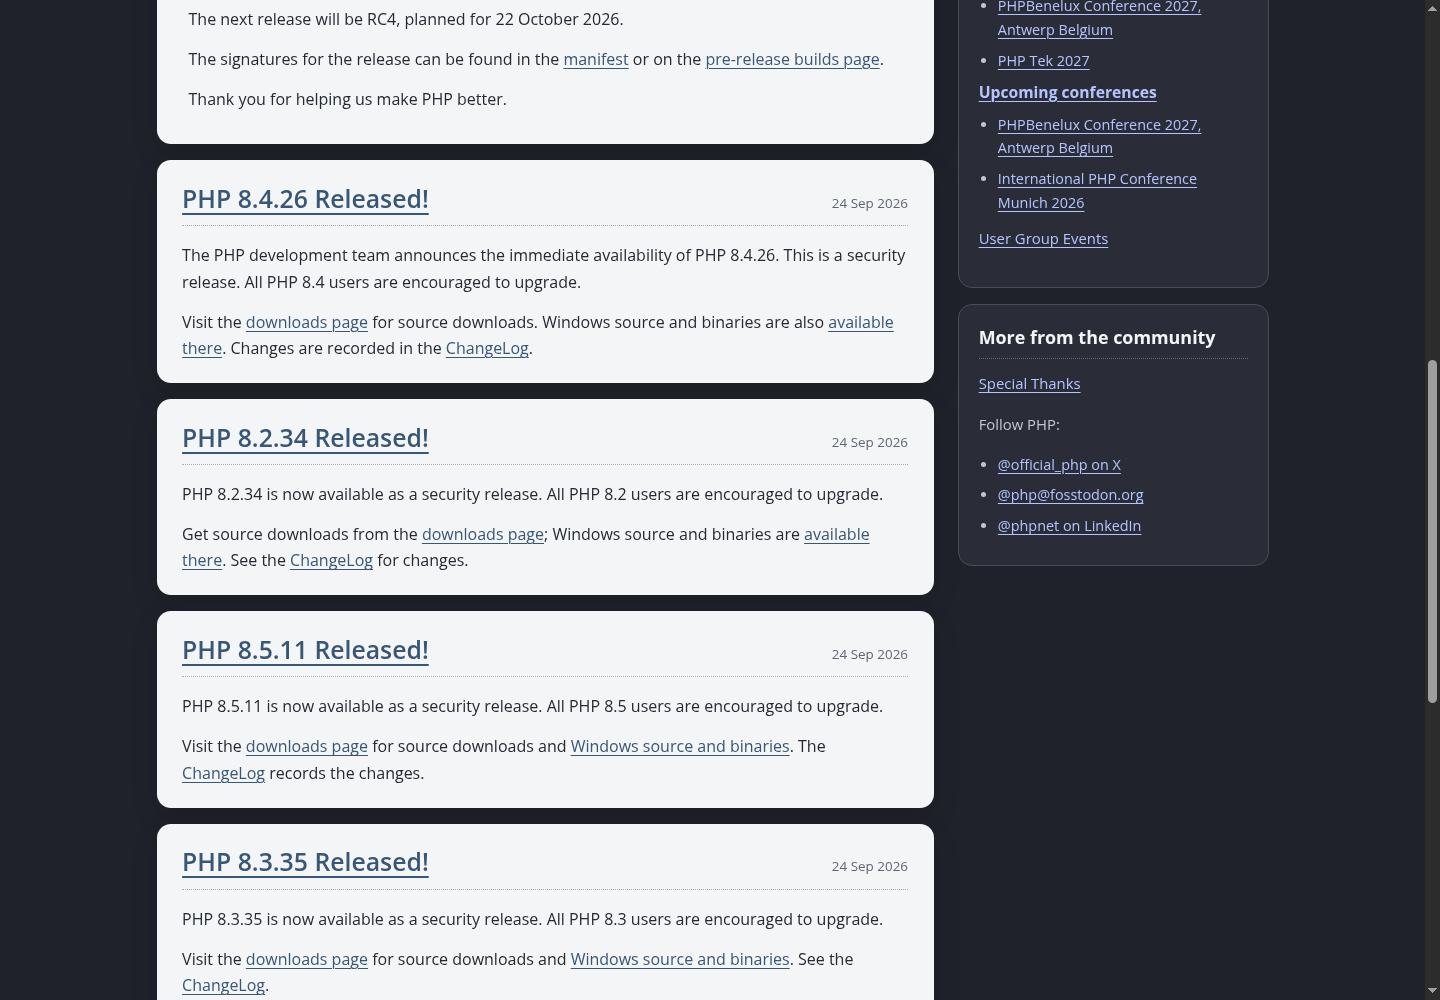 The next release will be RC4, planned for 22 October 2026.
The signatures for the release can be found in the manifest or on the pre-release builds page.
Thank you for helping us make PHP better.
PHP 8.4.26 Released!
24 Sep 2026
The PHP development team announces the immediate availability of PHP 8.4.26. This is a security
release. All PHP 8.4 users are encouraged to upgrade.
Visit the downloads page for source downloads. Windows source and binaries are also available
there. Changes are recorded in the ChangeLog.
PHP 8.2.34 Released!
24 Sep 2026
PHP 8.2.34 is now available as a security release. All PHP 8.2 users are encouraged to upgrade.
Get source downloads from the downloads page; Windows source and binaries are available
there. See the ChangeLog for changes.
PHP 8.5.11 Released!
24 Sep 2026
PHP 8.5.11 is now available as a security release. All PHP 8.5 users are encouraged to upgrade.
Visit the downloads page for source downloads and Windows source and binaries. The
ChangeLog records the changes.
PHP 8.3.35 Released!
24 Sep 2026
PHP 8.3.35 is now available as a security release. All PHP 8.3 users are encouraged to upgrade.
Visit the downloads page for source downloads and Windows source and binaries. See the
ChangeLog.
PHPBenelux Conference 2027,
Antwerp Belgium
PHP Tek 2027
Upcoming conferences
PHPBenelux Conference 2027,
Antwerp Belgium
International PHP Conference
Munich 2026
User Group Events
More from the community
Special Thanks
Follow PHP:
@official_php on X
@php@fosstodon.org
@phpnet on LinkedIn